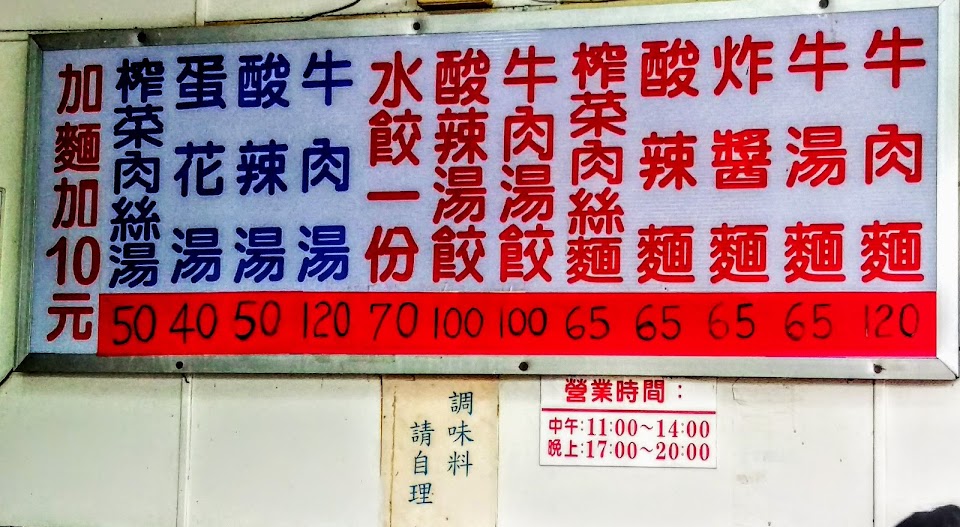 牛肉麵 120
牛湯麵 65
炸醬麵 65
酸辣麵 65
榨菜肉絲麵 65
牛肉湯餃 100
酸辣湯餃 100
水餃一份 70
牛肉湯 120
酸辣湯 50
蛋花湯 40
榨菜肉絲湯 50
加麵加10元
調味料
請自理
營業時間：
中午:11:00～14:00
晚上:17:00～20:00